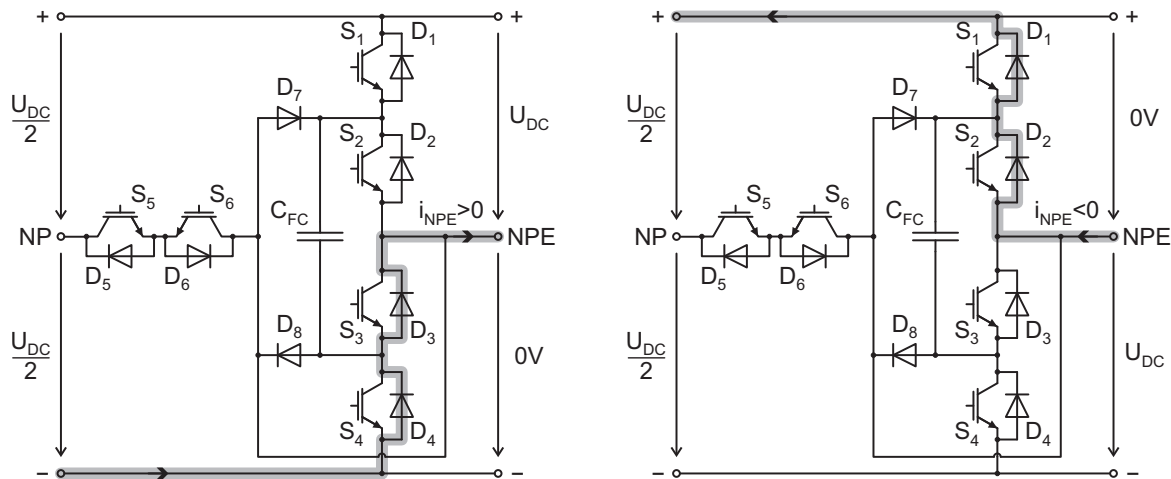 + + + +
S1 D1 S1 D1
UDC/2 D7 UDC UDC/2 D7 0V
S2 D2 S2 D2
S5 S6 CFC iNPE>0 S5 S6 CFC iNPE<0
NP NPE NP NPE
D5 D6 D5 D6
S3 D3 S3 D3
UDC/2 D8 0V UDC/2 D8 UDC
S4 D4 S4 D4
– – – –